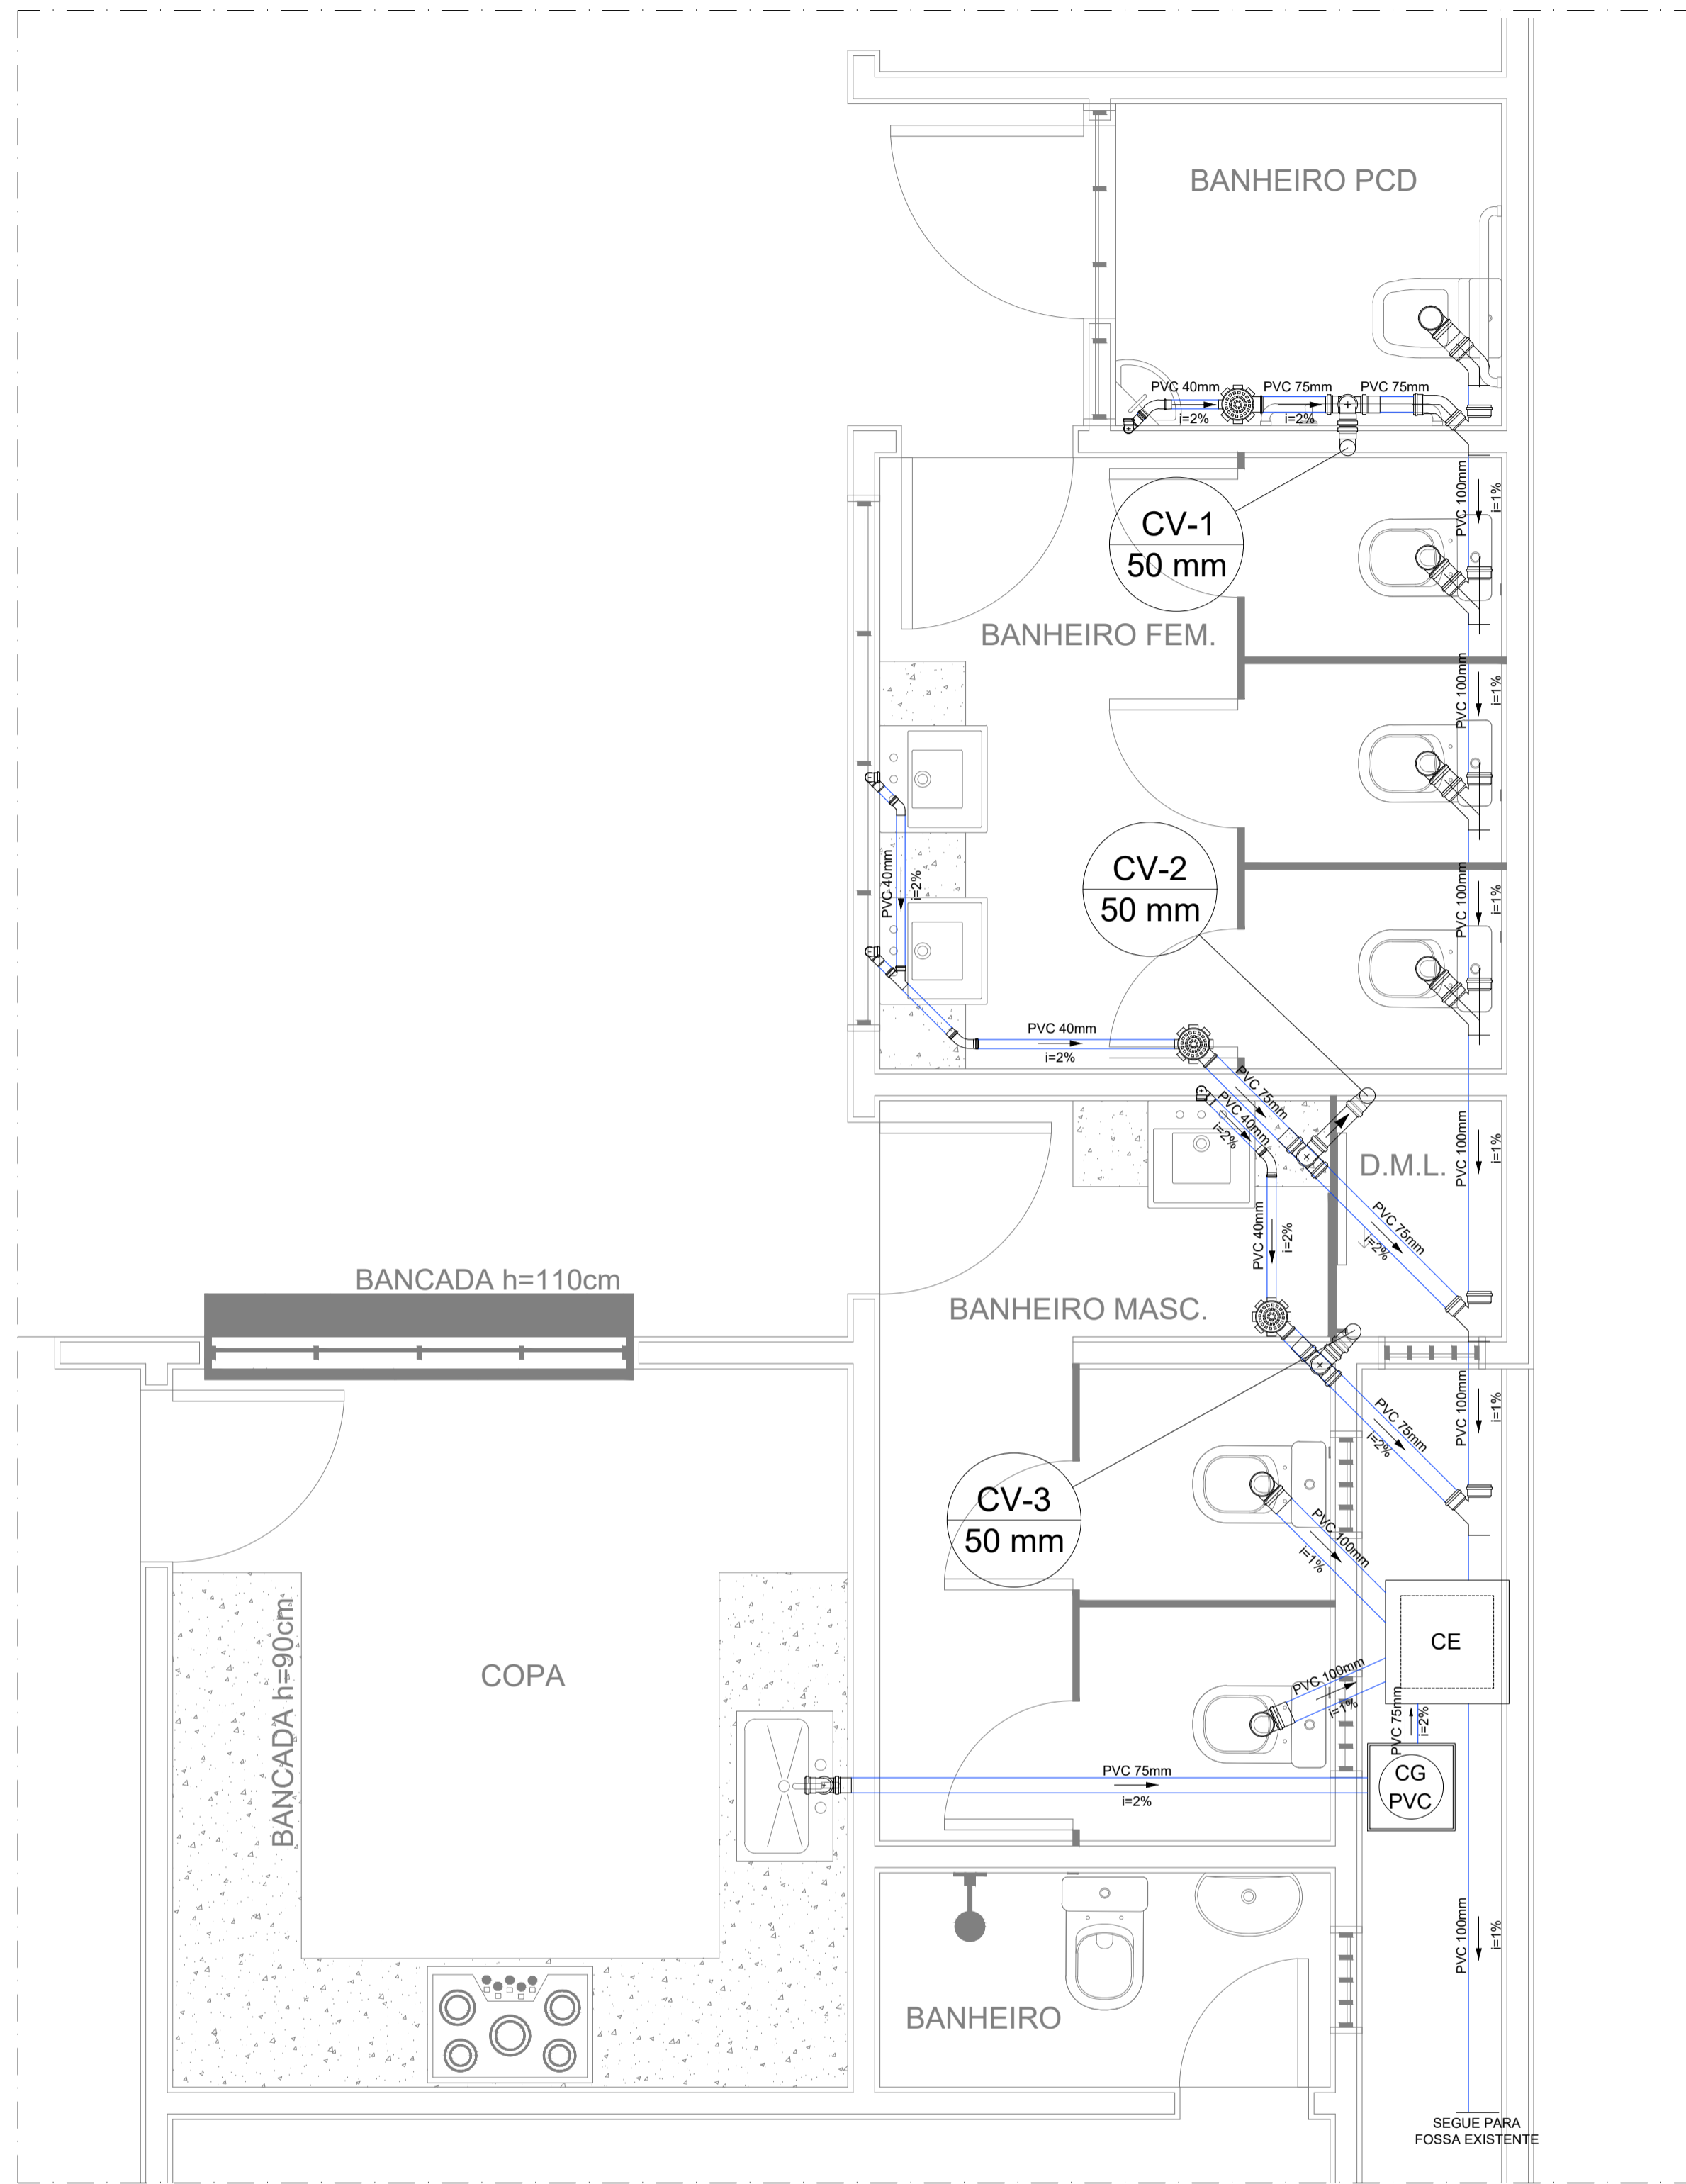 BANHEIRO PCD
PVC 40mm
i=2%
PVC 75mm
i=2%
PVC 75mm
PVC 100mm
i=1%
CV-1
50 mm
BANHEIRO FEM.
PVC 100mm
i=1%
PVC 40mm
i=2%
CV-2
50 mm
PVC 100mm
i=1%
PVC 40mm
i=2%
PVC 75mm
PVC 40mm
i=2%
PVC 100mm
i=1%
D.M.L.
PVC 40mm
i=2%
PVC 75mm
i=2%
BANCADA h=110cm
BANHEIRO MASC.
PVC 75mm
i=2%
PVC 100mm
i=1%
CV-3
50 mm
PVC 100mm
i=1%
CE
BANCADA h=90cm
COPA
PVC 100mm
i=1%
PVC 75mm
i=2%
PVC 75mm
i=2%
CG
PVC
PVC 100mm
i=1%
BANHEIRO
SEGUE PARA
FOSSA EXISTENTE